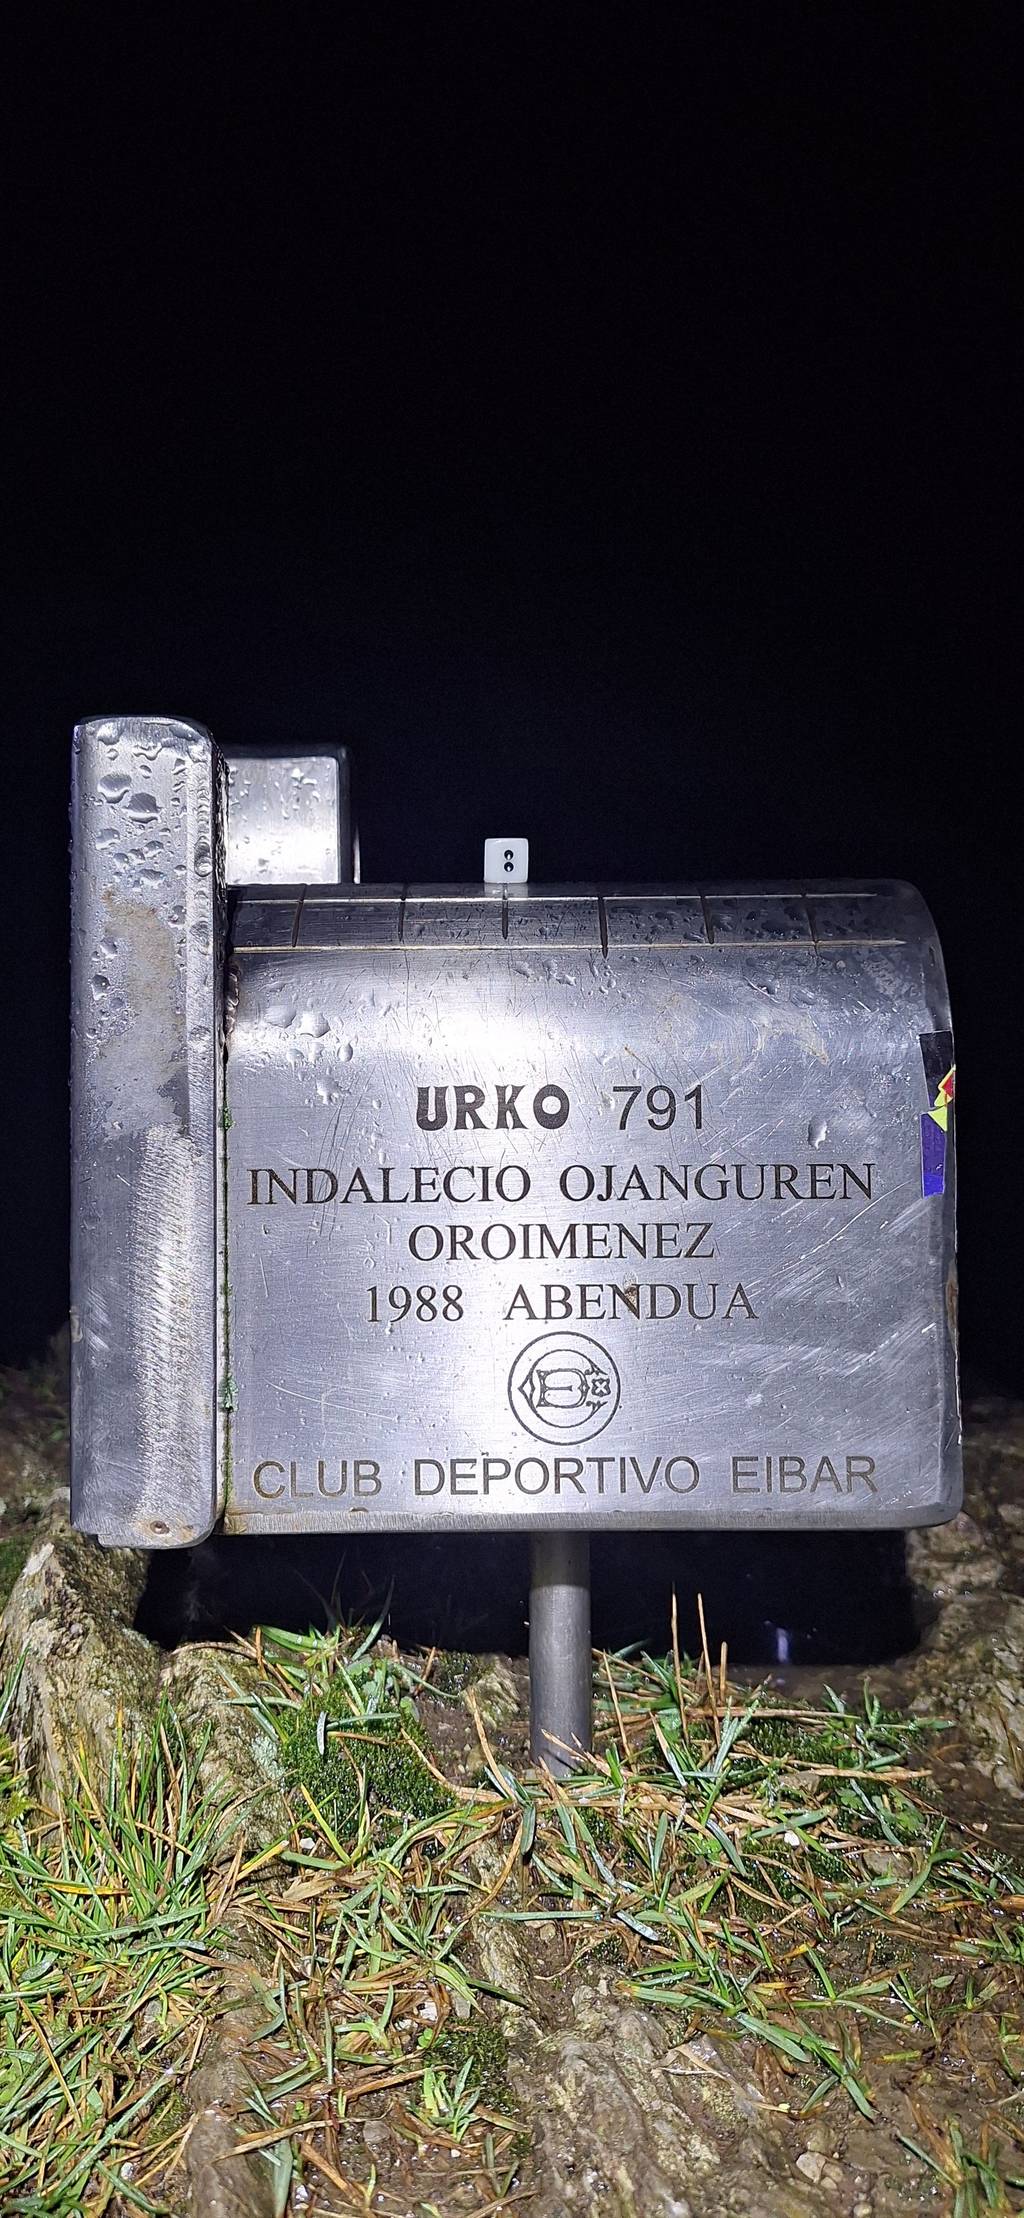 URKO 791
INDALECIO OJANGUREN
OROIMENEZ
1988 ABENDUA
CLUB DEPORTIVO EIBAR